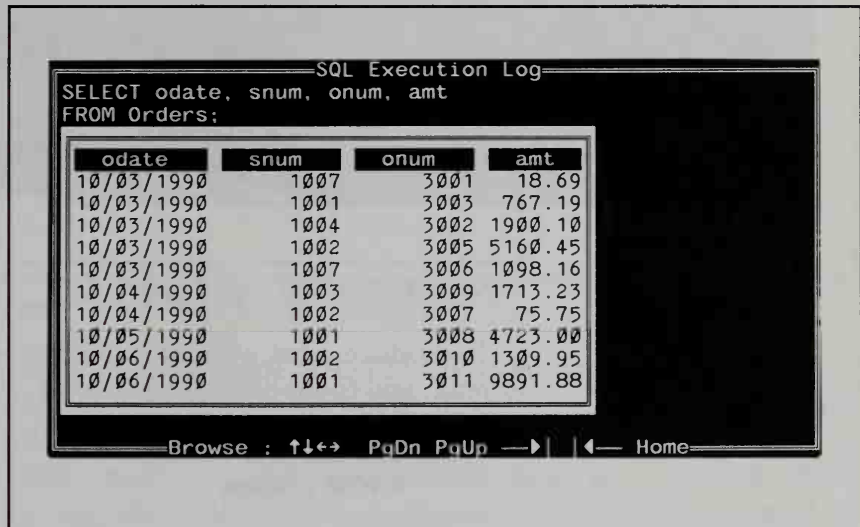 SQL Execution Log
SELECT odate, snum, onum, amt
FROM Orders;
odate snum onum amt
10/03/1990 1007 3001 18.69
10/03/1990 1001 3003 767.19
10/03/1990 1004 3002 1900.10
10/03/1990 1002 3005 5160.45
10/03/1990 1007 3006 1098.16
10/04/1990 1003 3009 1713.23
10/04/1990 1002 3007 75.75
10/05/1990 1001 3008 4723.00
10/06/1990 1002 3010 1309.95
10/06/1990 1001 3011 9891.88
Browse : ↑↓←→ PgDn PgUp —▶| |◀— Home